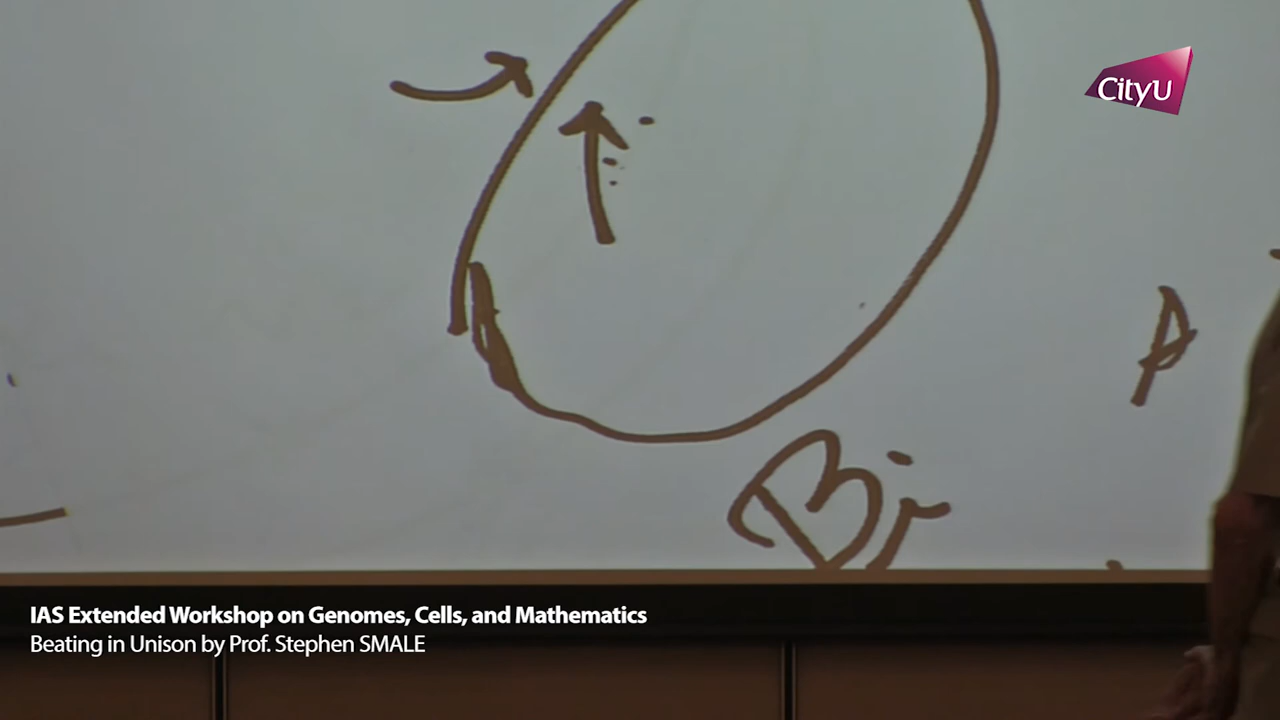 CityU
P
Bi
IAS Extended Workshop on Genomes, Cells, and Mathematics
Beating in Unison by Prof. Stephen SMALE